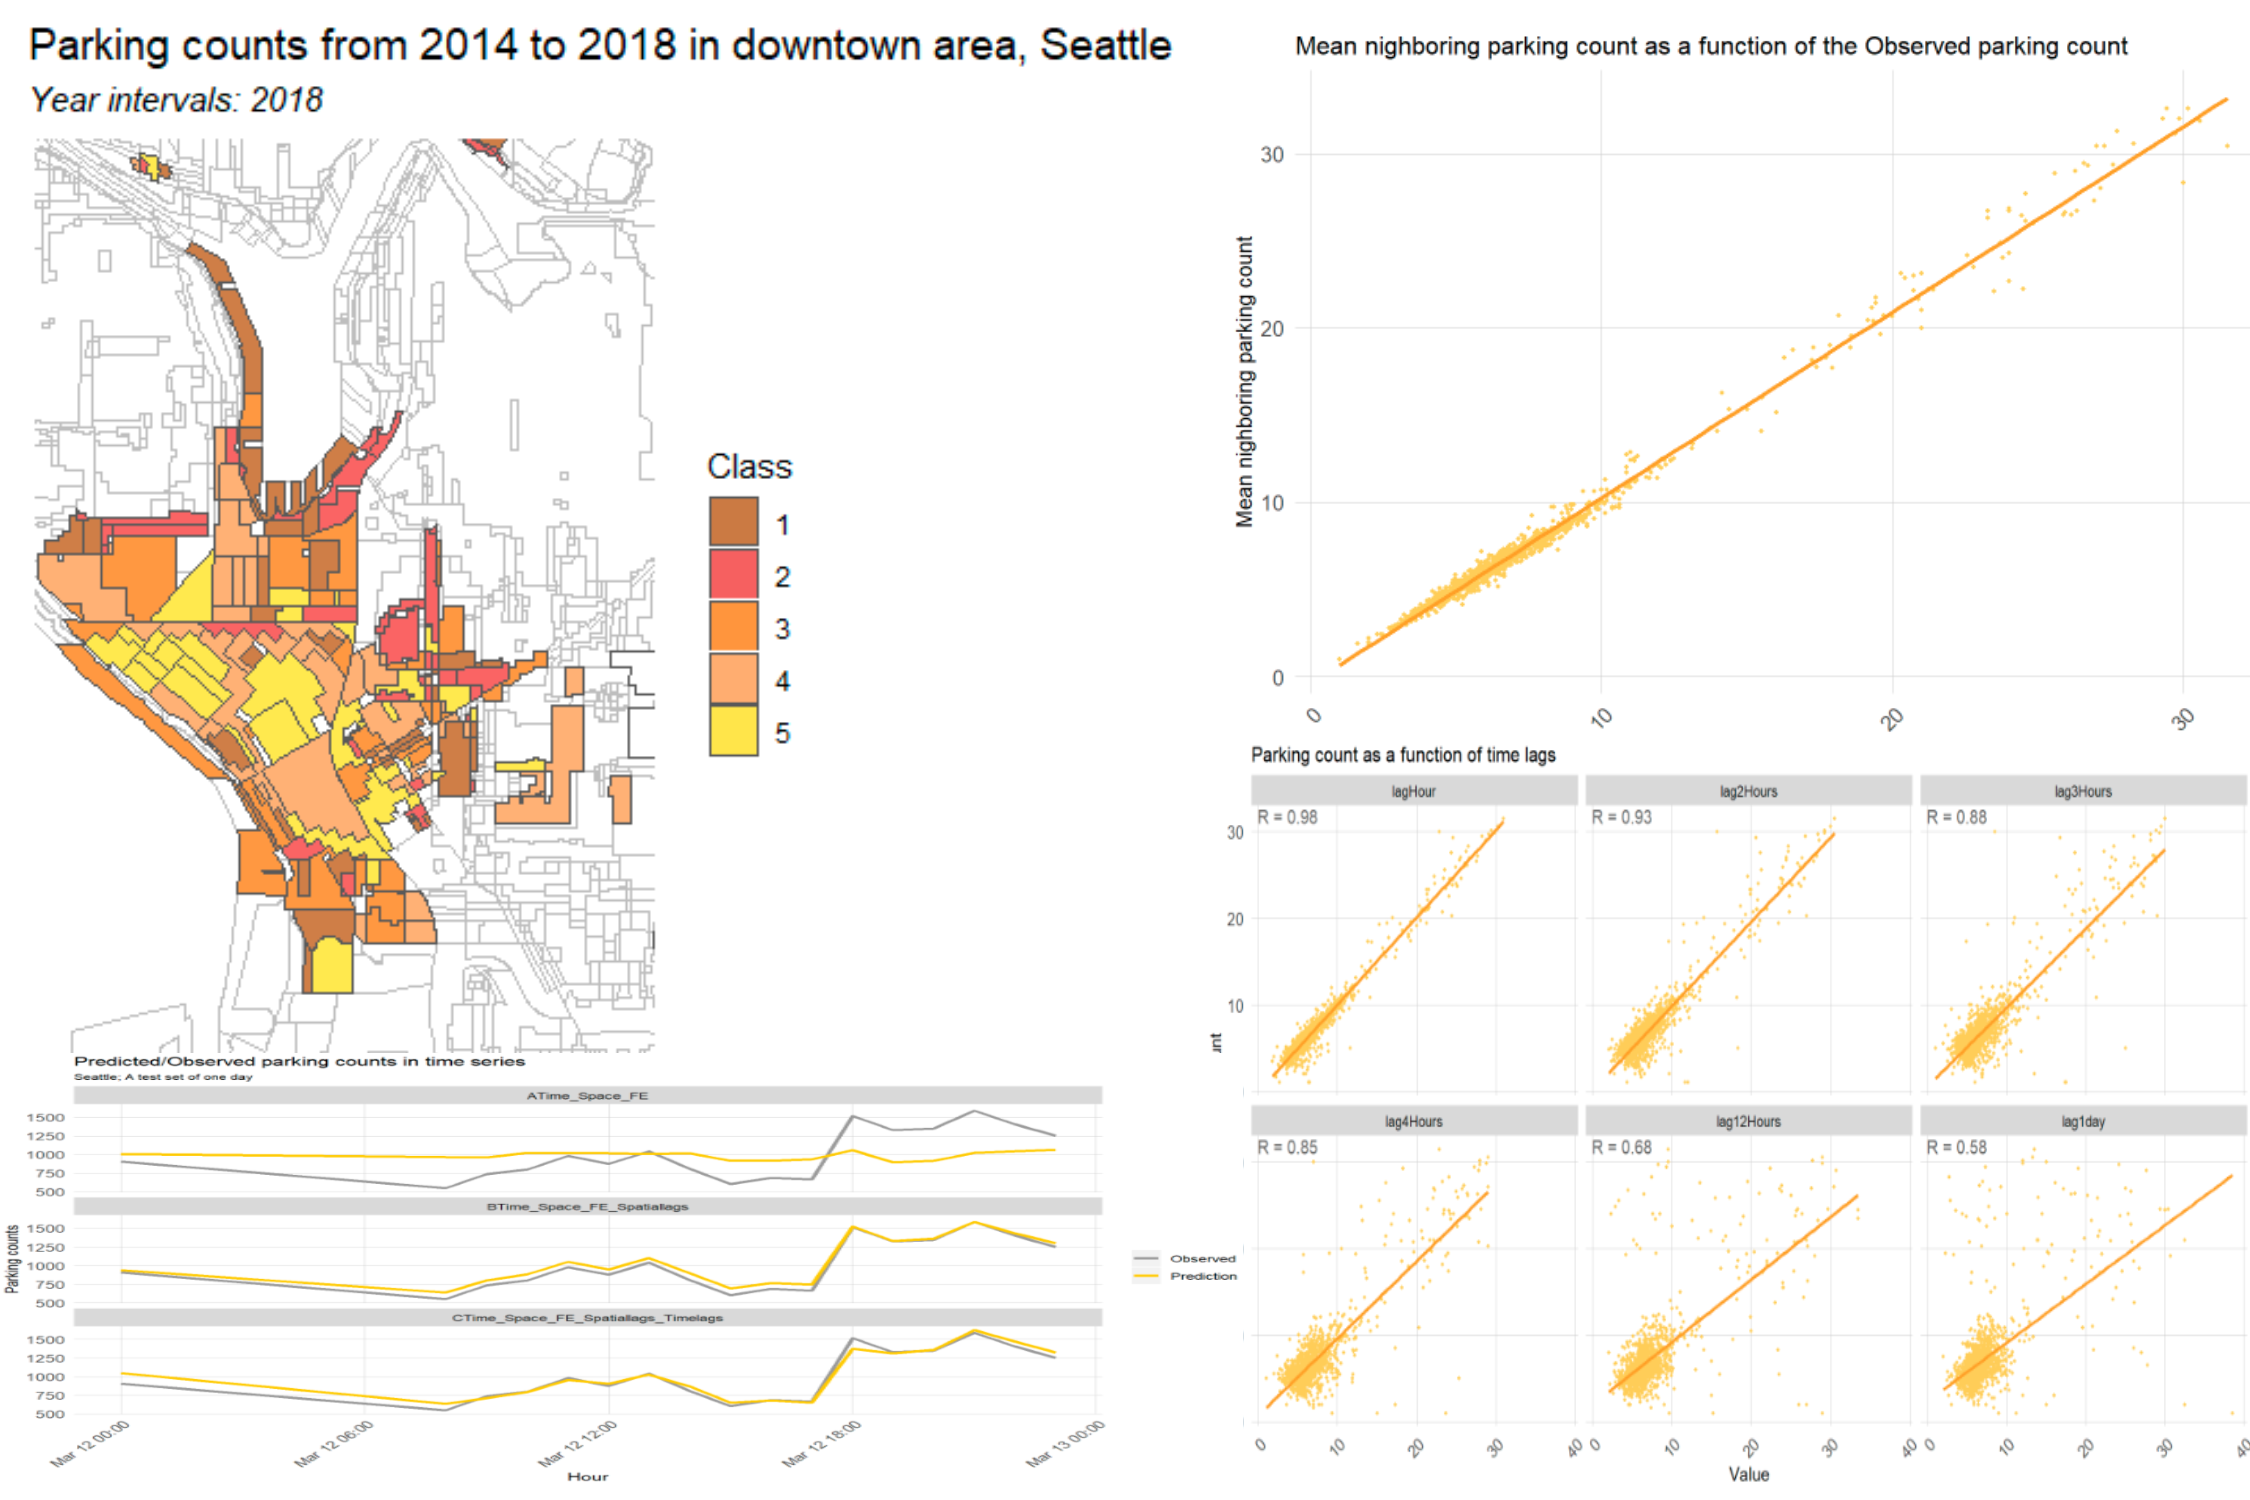 Parking counts from 2014 to 2018 in downtown area, Seattle
Year intervals: 2018
Class
1
2
3
4
5
Mean nighboring parking count as a function of the Observed parking count
Mean nighboring parking count
30
20
10
0
0 10 20 30
Parking count as a function of time lags
lagHour lag2Hours lag3Hours
R = 0.98 R = 0.93 R = 0.88
30
20
10
lag4Hours lag12Hours lag1day
R = 0.85 R = 0.68 R = 0.58
0 10 20 30 40 0 10 20 30 40 0 10 20 30 40
Value
Predicted/Observed parking counts in time series
Seattle; A test set of one day
Parking counts
ATime_Space_FE
1500
1250
1000
750
500
BTime_Space_FE_Spatiallags
1500
1250
1000
750
500
CTime_Space_FE_Spatiallags_Timelags
1500
1250
1000
750
500
Mar 12 00:00 Mar 12 06:00 Mar 12 12:00 Mar 12 18:00 Mar 13 00:00
Hour
Observed
Prediction